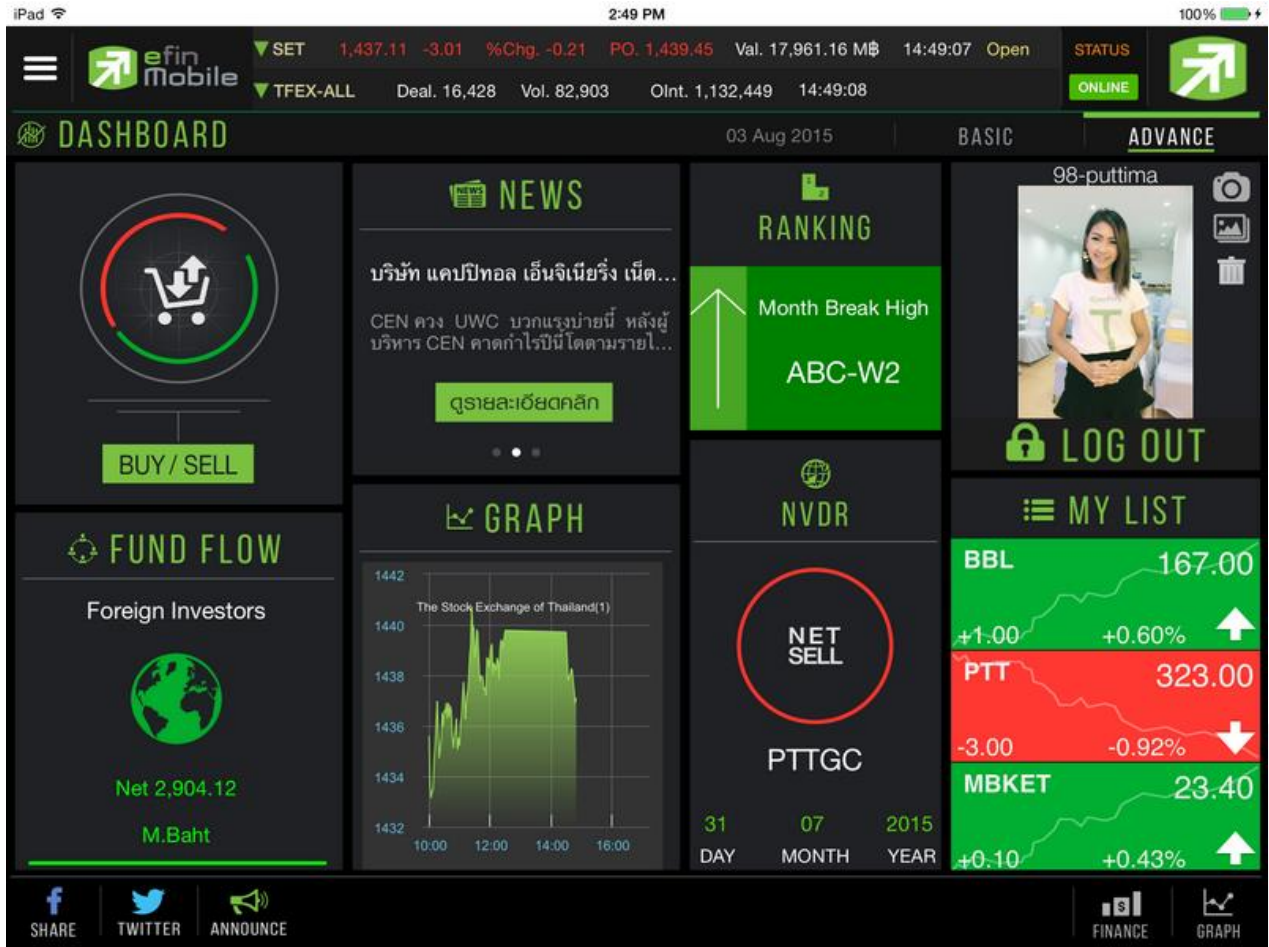 iPad 2:49 PM 100%
efin Mobile
▼ SET 1,437.11 -3.01 %Chg. -0.21 PO. 1,439.45 Val. 17,961.16 M฿ 14:49:07 Open
▼ TFEX-ALL Deal. 16,428 Vol. 82,903 OInt. 1,132,449 14:49:08
STATUS
ONLINE
DASHBOARD
03 Aug 2015
BASIC
ADVANCE
BUY / SELL
NEWS
NEWS
บริษัท แคปปิทอล เอ็นจิเนียริ่ง เน็ต...
CEN ควง UWC บวกแรงบ่ายนี้ หลังผู้
บริหาร CEN คาดกำไรปีนี้โตตามรายไ...
ดูรายละเอียดคลิก
RANKING
Month Break High
ABC-W2
98-puttima
T
LOG OUT
FUND FLOW
Foreign Investors
Net 2,904.12
M.Baht
GRAPH
The Stock Exchange of Thailand(1)
1442
1440
1438
1436
1434
1432
10:00 12:00 14:00 16:00
NVDR
NET
SELL
PTTGC
31 07 2015
DAY MONTH YEAR
MY LIST
BBL 167.00
+1.00 +0.60%
PTT 323.00
-3.00 -0.92%
MBKET 23.40
+0.10 +0.43%
SHARE
TWITTER
ANNOUNCE
FINANCE
GRAPH